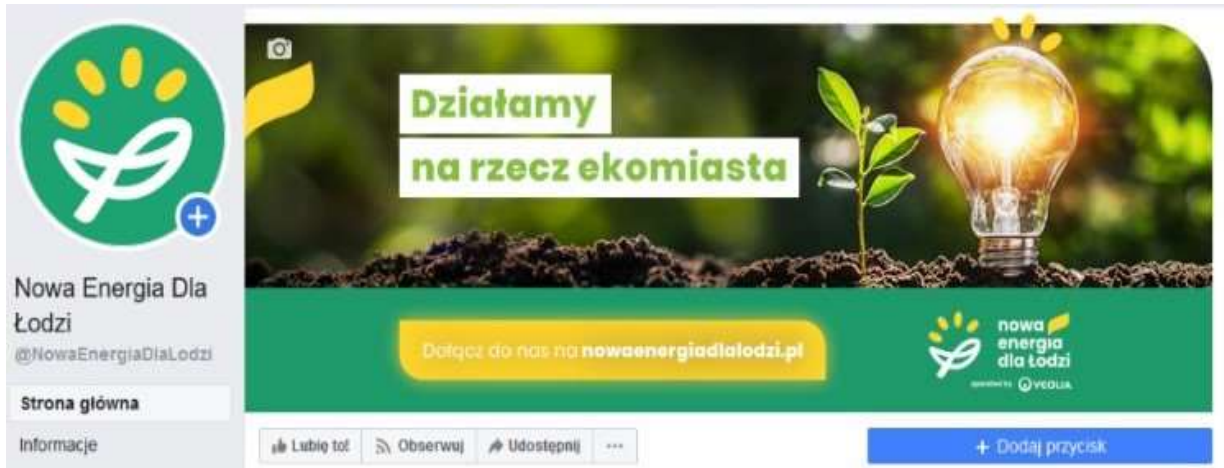 Działamy
na rzecz ekomiasta
Nowa Energia Dla
Łodzi
@NowaEnergiaDlaLodzi
Dołącz do nas na nowaenergiadlalodzi.pl
nowa
energia
dla Łodzi
VEOLIA
Strona główna
Informacje
Lubię to!
Obserwuj
Udostępnij
+ Dodaj przycisk